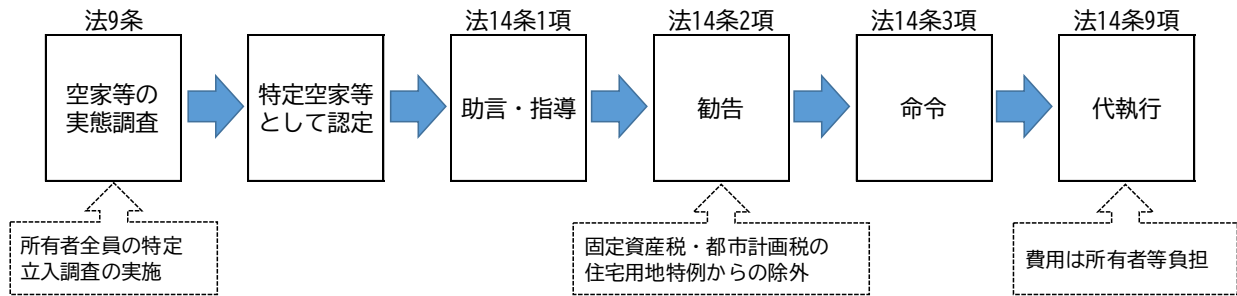 法9条
法14条1項
法14条2項
法14条3項
法14条9項
空家等の
実態調査
特定空家等
として認定
助言・指導
勧告
命令
代執行
所有者全員の特定
立入調査の実施
固定資産税・都市計画税の
住宅用地特例からの除外
費用は所有者等負担